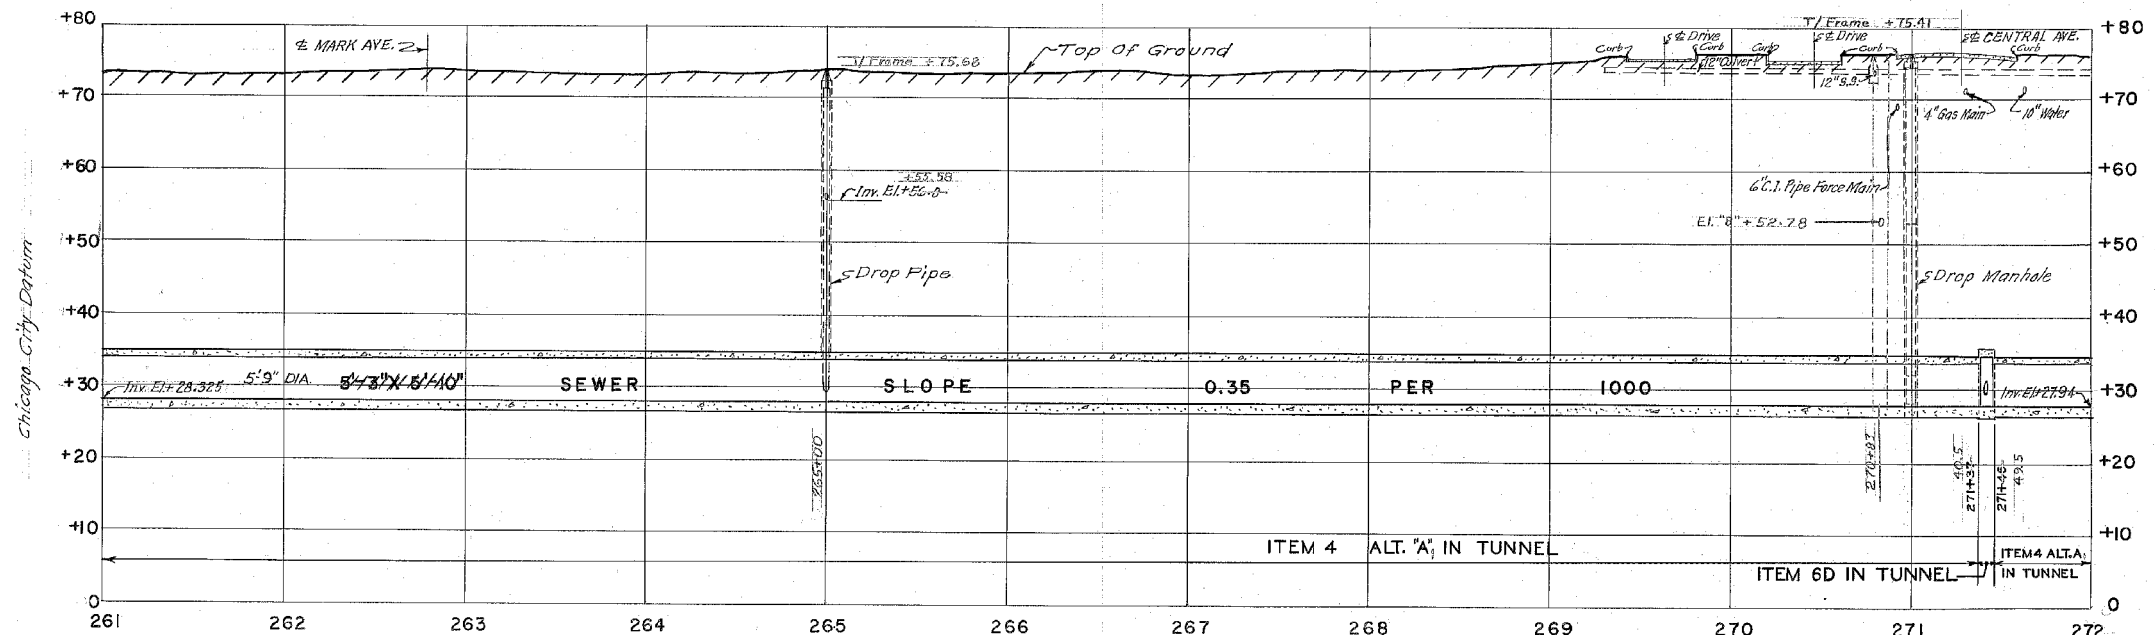 +80
+70
+60
+50
+40
+30
+20
+10
0
Chicago City Datum
℄ MARK AVE.
T/Frame +75.68
Top Of Ground
T/Frame +75.41
Curb
℄ Drive
Curb
12" Culvert
Curb
℄ Drive
Curb
℄ CENTRAL AVE.
Curb
12" S.S.
4" Gas Main
10" Water
+55.58
Inv. El.+56.0
6" C.I. Pipe Force Main
El. "B" +52.78
Drop Pipe
Drop Manhole
Inv. El.+28.325
5'-9" DIA.
5'-3" X 5'-10"
SEWER SLOPE 0.35 PER 1000
Inv. El.+27.94
265+00
270+83
40.5
271+37
271+45
49.5
ITEM 4 ALT. "A", IN TUNNEL
ITEM 6D IN TUNNEL
ITEM 4 ALT. A,
IN TUNNEL
+80
+70
+60
+50
+40
+30
+20
+10
0
261 262 263 264 265 266 267 268 269 270 271 272